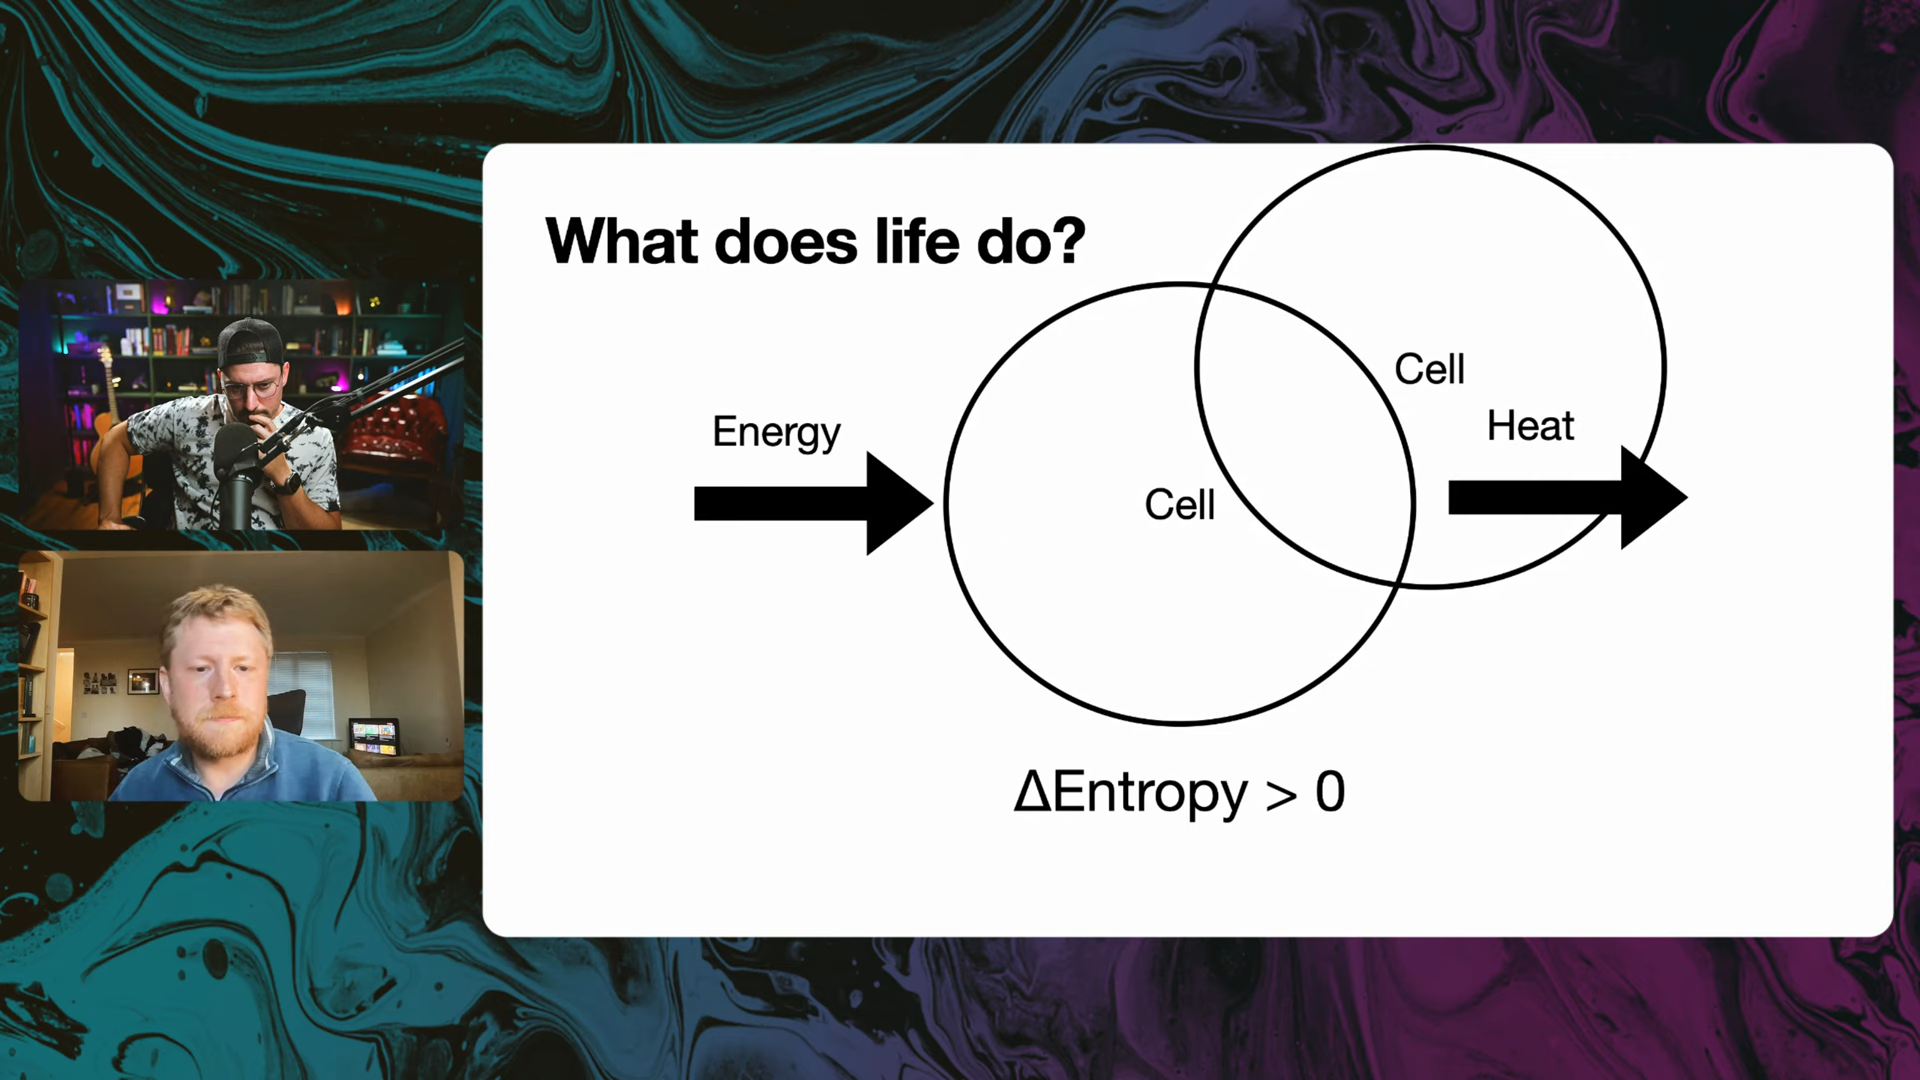 What does life do?
Cell
Heat
Energy
Cell
ΔEntropy > 0